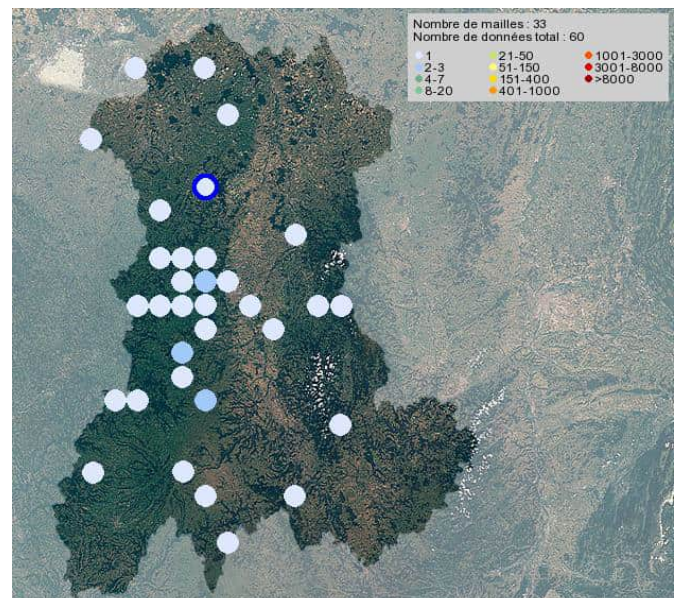 Nombre de mailles : 33
Nombre de données total : 60
1 21-50 1001-3000
2-3 51-150 3001-8000
4-7 151-400 >8000
8-20 401-1000